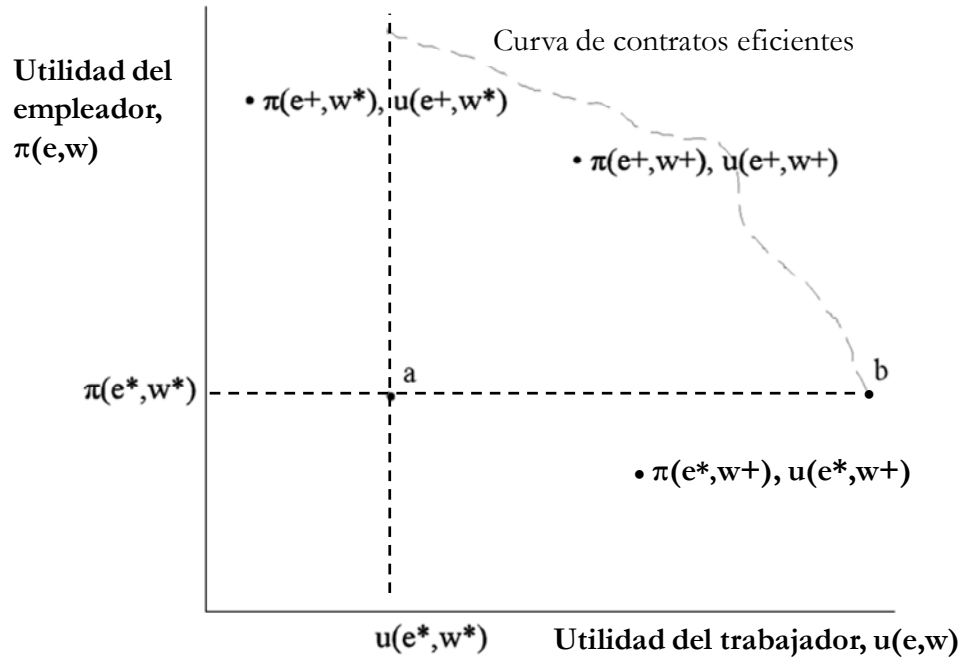 Curva de contratos eficientes
Utilidad del
empleador,
π(e,w)
• π(e+,w*), u(e+,w*)
• π(e+,w+), u(e+,w+)
π(e*,w*)
a
b
• π(e*,w+), u(e*,w+)
u(e*,w*)
Utilidad del trabajador, u(e,w)